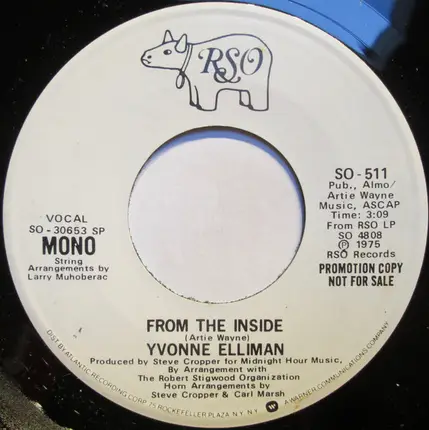 RSO
SO-511
Pub., Almo/
Artie Wayne
Music, ASCAP
Time: 3:09
From RSO LP
SO 4808
Ⓟ 1975
RSO Records
PROMOTION COPY
NOT FOR SALE
VOCAL
SO-30653 SP
MONO
String
Arrangements by
Larry Muhoberac
FROM THE INSIDE
(Artie Wayne)
YVONNE ELLIMAN
Produced by Steve Cropper for Midnight Hour Music,
By Arrangement with
The Robert Stigwood Organization
Horn Arrangements by
Steve Cropper & Carl Marsh
DIST. BY ATLANTIC RECORDING CORP. 75 ROCKEFELLER PLAZA N.Y. N.Y. A WARNER COMMUNICATIONS COMPANY